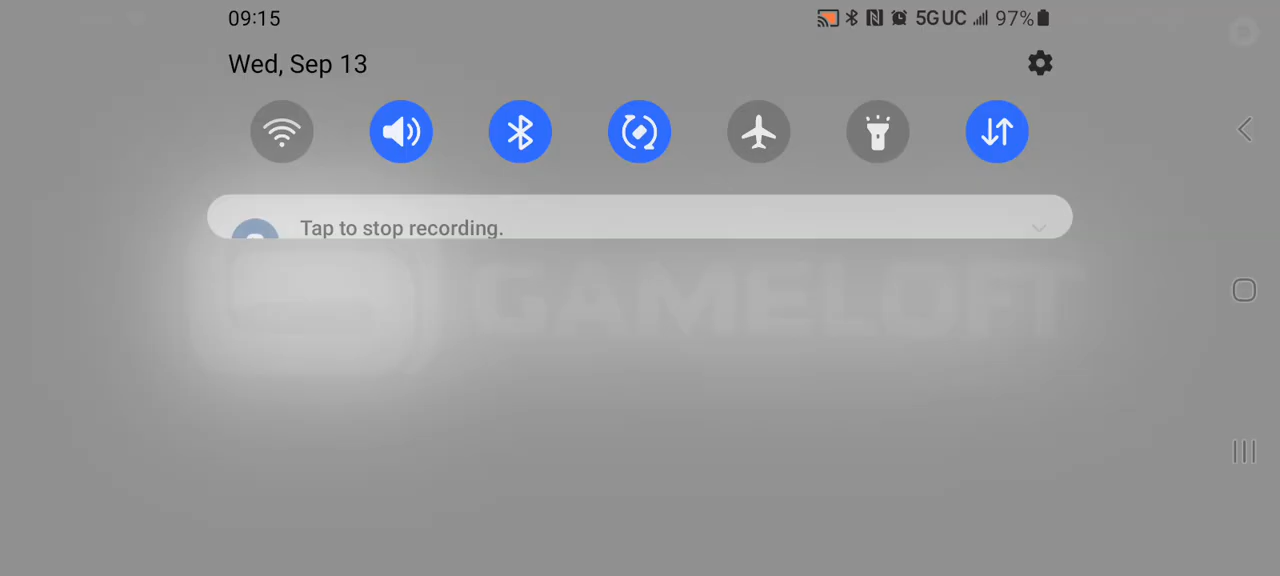 09:15
5G UC 97%
Wed, Sep 13
Tap to stop recording.
GAMELOFT